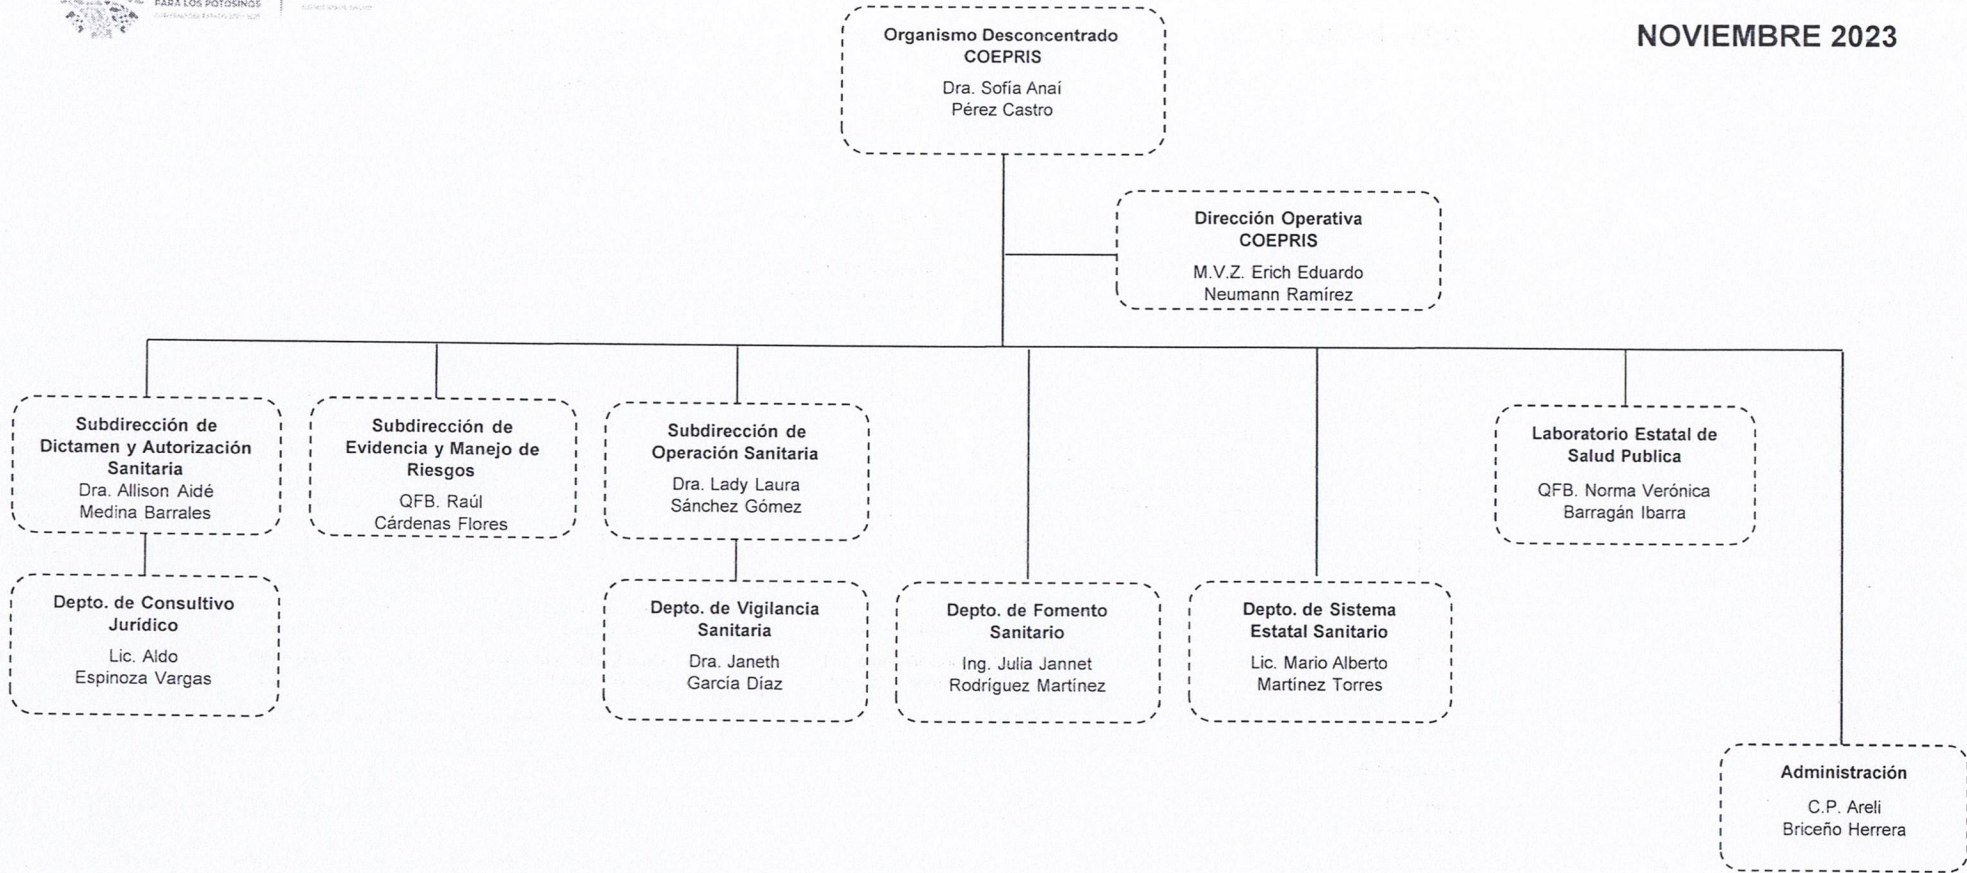 PARA LOS POTOSINOS
NOVIEMBRE 2023
Organismo Desconcentrado
COEPRIS
Dra. Sofía Anaí
Pérez Castro
Dirección Operativa
COEPRIS
M.V.Z. Erich Eduardo
Neumann Ramírez
Subdirección de
Dictamen y Autorización
Sanitaria
Dra. Allison Aidé
Medina Barrales
Subdirección de
Evidencia y Manejo de
Riesgos
QFB. Raúl
Cárdenas Flores
Subdirección de
Operación Sanitaria
Dra. Lady Laura
Sánchez Gómez
Laboratorio Estatal de
Salud Publica
QFB. Norma Verónica
Barragán Ibarra
Depto. de Consultivo
Jurídico
Lic. Aldo
Espinoza Vargas
Depto. de Vigilancia
Sanitaria
Dra. Janeth
García Díaz
Depto. de Fomento
Sanitario
Ing. Julia Jannet
Rodríguez Martínez
Depto. de Sistema
Estatal Sanitario
Lic. Mario Alberto
Martínez Torres
Administración
C.P. Areli
Briceño Herrera